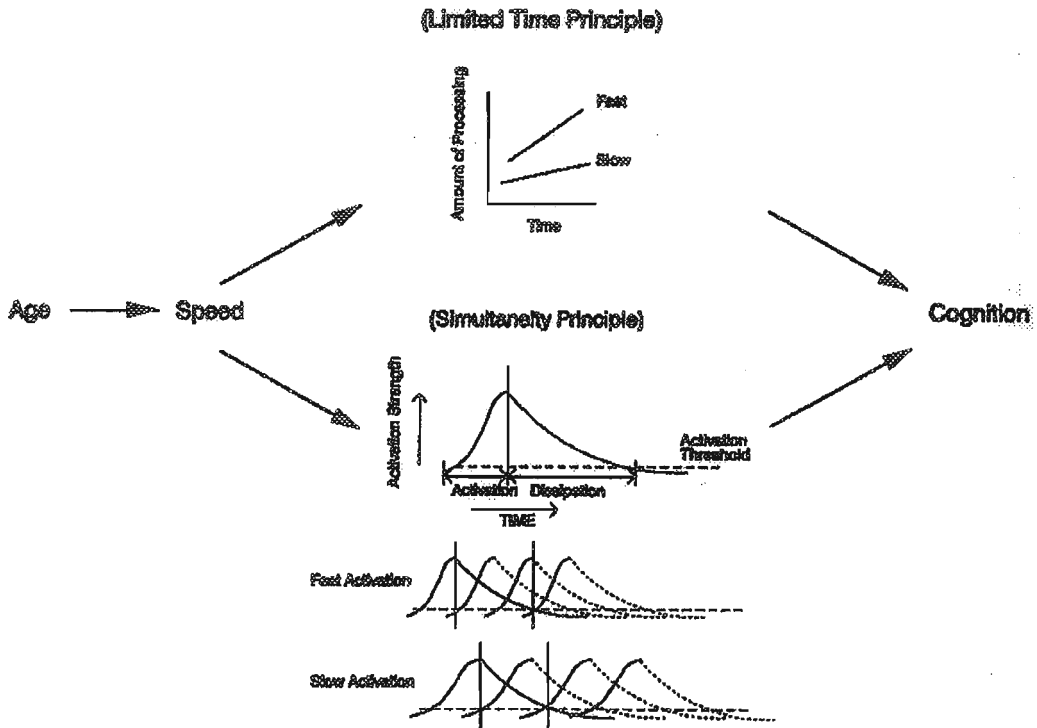 (Limited Time Principle)
Amount of Processing
Fast
Slow
Time
Age
Speed
Cognition
(Simultaneity Principle)
Activation Strength
Activation
Threshold
Activation
Dissipation
TIME
Fast Activation
Slow Activation